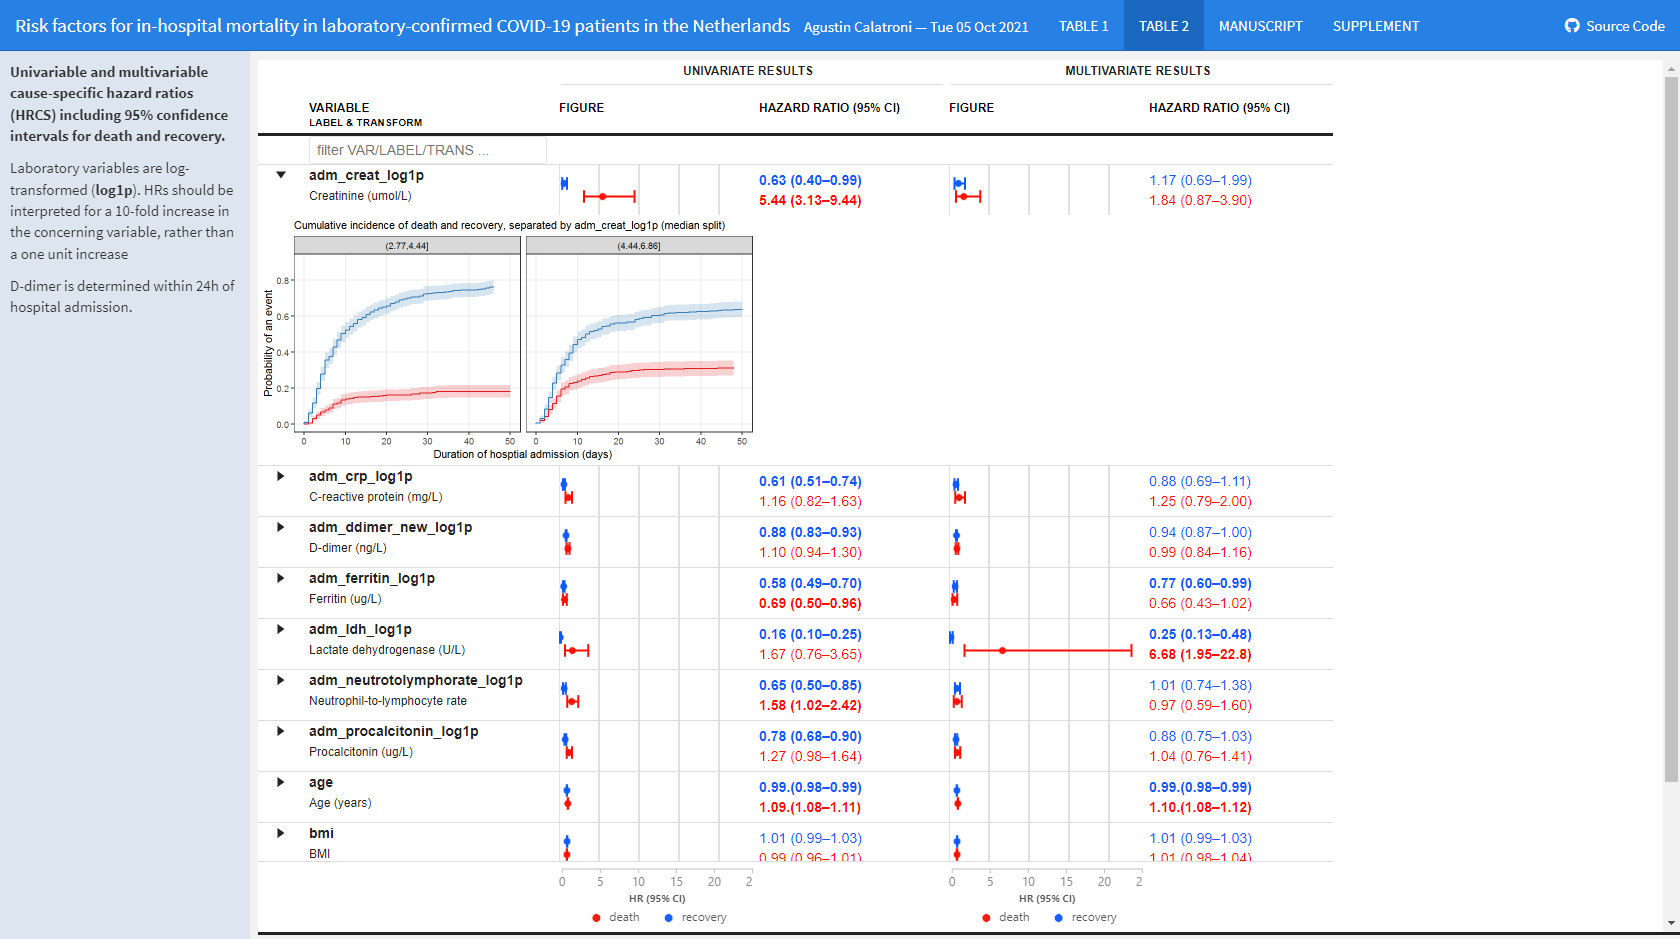 Risk factors for in-hospital mortality in laboratory-confirmed COVID-19 patients in the Netherlands Agustin Calatroni — Tue 05 Oct 2021 TABLE 1 TABLE 2 MANUSCRIPT SUPPLEMENT Source Code
Univariable and multivariable
cause-specific hazard ratios
(HRCS) including 95% confidence
intervals for death and recovery.
Laboratory variables are log-
transformed (log1p). HRs should be
interpreted for a 10-fold increase in
the concerning variable, rather than
a one unit increase
D-dimer is determined within 24h of
hospital admission.
UNIVARIATE RESULTS MULTIVARIATE RESULTS
VARIABLE FIGURE HAZARD RATIO (95% CI) FIGURE HAZARD RATIO (95% CI)
LABEL & TRANSFORM
filter VAR/LABEL/TRANS ...
adm_creat_log1p 0.63 (0.40–0.99) 1.17 (0.69–1.99)
Creatinine (umol/L) 5.44 (3.13–9.44) 1.84 (0.87–3.90)
Cumulative incidence of death and recovery, separated by adm_creat_log1p (median split)
(2.77,4.44] (4.44,6.86]
Probability of an event
0.8
0.6
0.4
0.2
0.0
0 10 20 30 40 50 0 10 20 30 40 50
Duration of hosptial admission (days)
adm_crp_log1p 0.61 (0.51–0.74) 0.88 (0.69–1.11)
C-reactive protein (mg/L) 1.16 (0.82–1.63) 1.25 (0.79–2.00)
adm_ddimer_new_log1p 0.88 (0.83–0.93) 0.94 (0.87–1.00)
D-dimer (ng/L) 1.10 (0.94–1.30) 0.99 (0.84–1.16)
adm_ferritin_log1p 0.58 (0.49–0.70) 0.77 (0.60–0.99)
Ferritin (ug/L) 0.69 (0.50–0.96) 0.66 (0.43–1.02)
adm_ldh_log1p 0.16 (0.10–0.25) 0.25 (0.13–0.48)
Lactate dehydrogenase (U/L) 1.67 (0.76–3.65) 6.68 (1.95–22.8)
adm_neutrotolymphorate_log1p 0.65 (0.50–0.85) 1.01 (0.74–1.38)
Neutrophil-to-lymphocyte rate 1.58 (1.02–2.42) 0.97 (0.59–1.60)
adm_procalcitonin_log1p 0.78 (0.68–0.90) 0.88 (0.75–1.03)
Procalcitonin (ug/L) 1.27 (0.98–1.64) 1.04 (0.76–1.41)
age 0.99.(0.98–0.99) 0.99.(0.98–0.99)
Age (years) 1.09.(1.08–1.11) 1.10.(1.08–1.12)
bmi 1.01 (0.99–1.03) 1.01 (0.99–1.03)
BMI 0.99 (0.96–1.01) 1.01 (0.98–1.04)
0 5 10 15 20 2 0 5 10 15 20 2
HR (95% CI) HR (95% CI)
death recovery death recovery